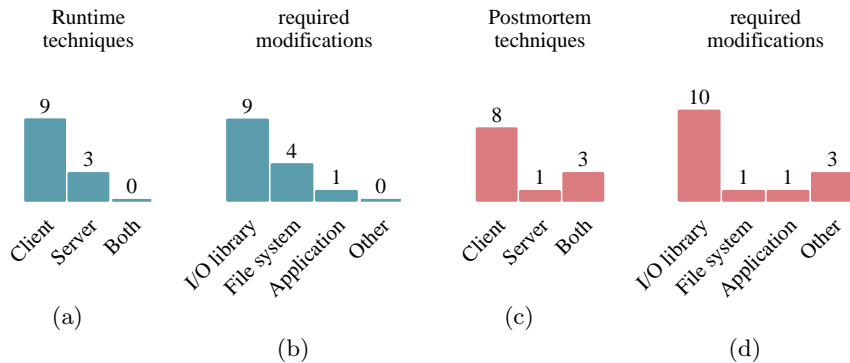 Runtime
techniques
9
3
0
Client
Server
Both
(a)
required
modifications
9
4
1
0
I/O library
File system
Application
Other
(b)
Postmortem
techniques
8
1
3
Client
Server
Both
(c)
required
modifications
10
1
1
3
I/O library
File system
Application
Other
(d)